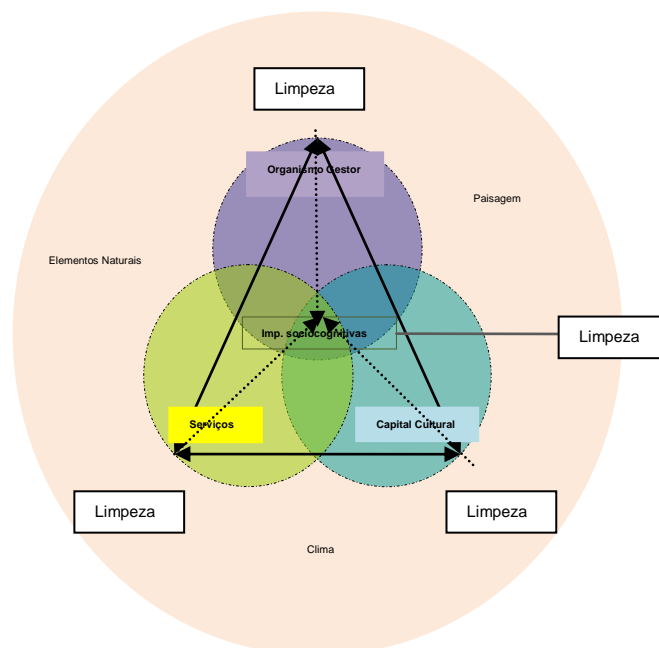 Limpeza
Organismo Gestor
Paisagem
Elementos Naturais
Imp. sociocognitivas
Limpeza
Serviços
Capital Cultural
Limpeza
Limpeza
Clima